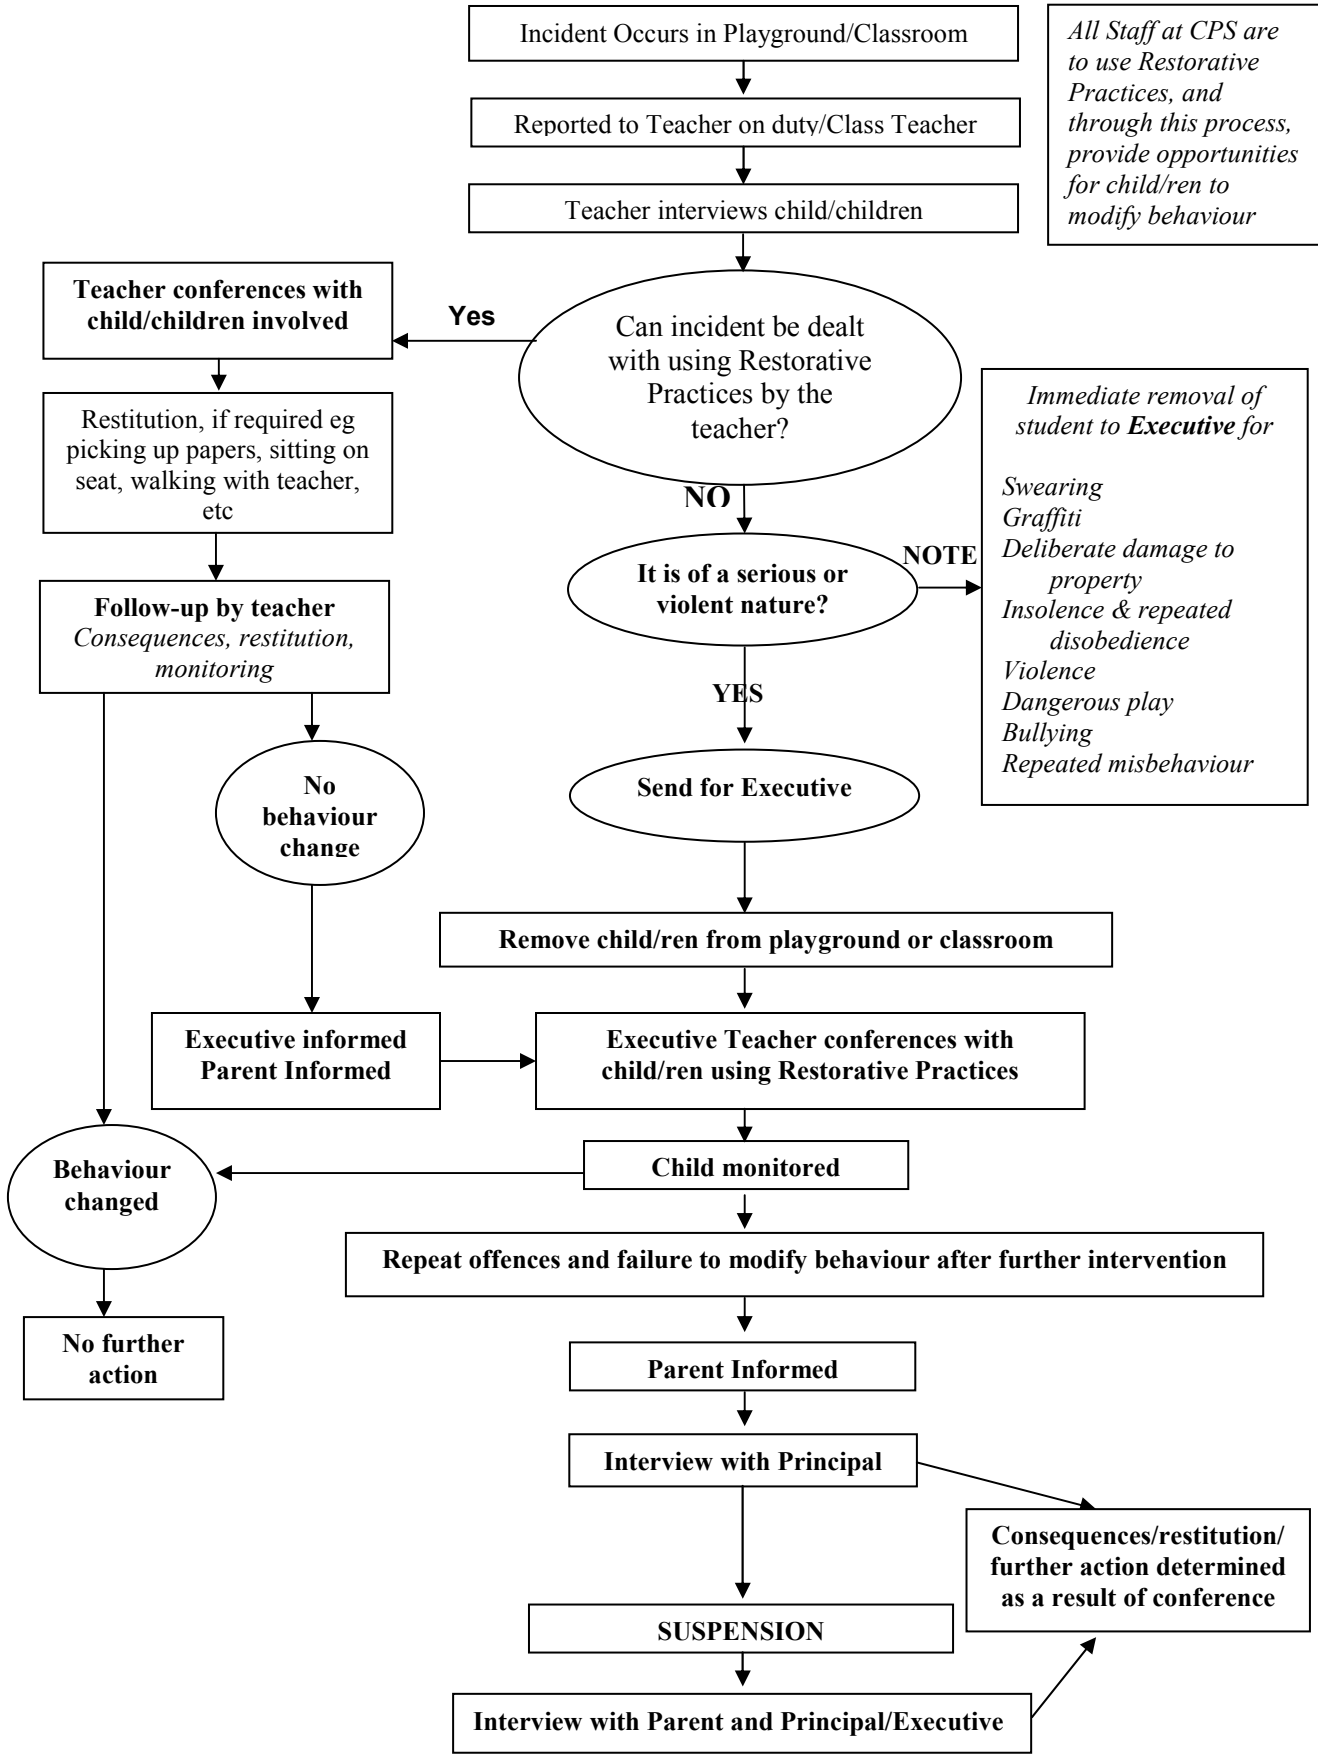 Incident Occurs in Playground/Classroom
All Staff at CPS are
to use Restorative
Practices, and
through this process,
provide opportunities
for child/ren to
modify behaviour
Reported to Teacher on duty/Class Teacher
Teacher interviews child/children
Can incident be dealt
with using Restorative
Practices by the
teacher?
Yes
Teacher conferences with
child/children involved
Restitution, if required eg
picking up papers, sitting on
seat, walking with teacher,
etc
Follow-up by teacher
Consequences, restitution,
monitoring
NO
It is of a serious or
violent nature?
NOTE
Immediate removal of
student to Executive for
Swearing
Graffiti
Deliberate damage to
property
Insolence & repeated
disobedience
Violence
Dangerous play
Bullying
Repeated misbehaviour
YES
Send for Executive
No
behaviour
change
Remove child/ren from playground or classroom
Executive informed
Parent Informed
Executive Teacher conferences with
child/ren using Restorative Practices
Child monitored
Behaviour
changed
Repeat offences and failure to modify behaviour after further intervention
No further
action
Parent Informed
Interview with Principal
Consequences/restitution/
further action determined
as a result of conference
SUSPENSION
Interview with Parent and Principal/Executive